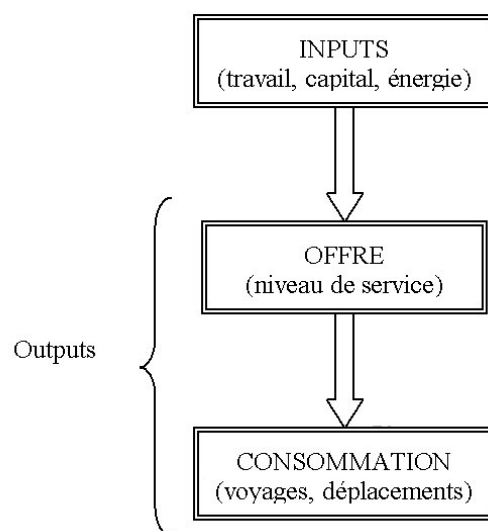 INPUTS
(travail, capital, énergie)
OFFRE
(niveau de service)
Outputs
CONSOMMATION
(voyages, déplacements)